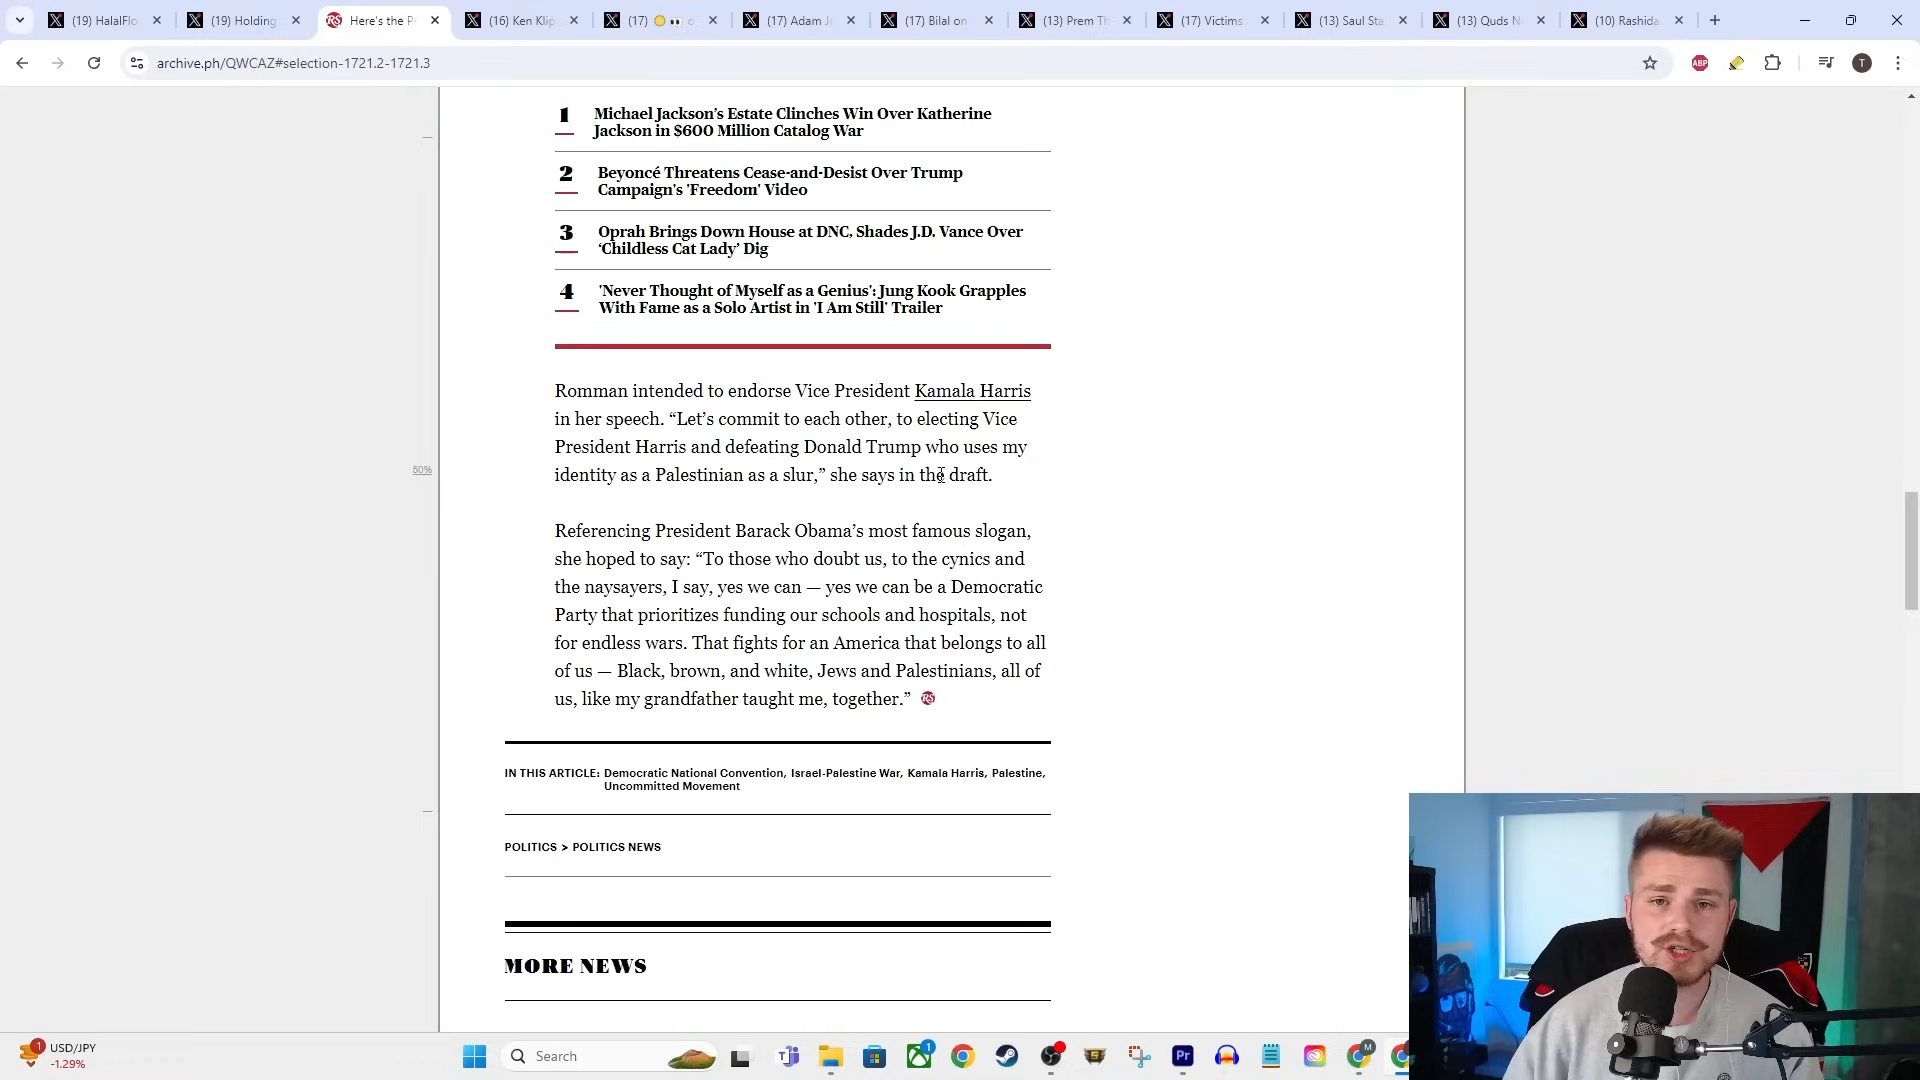 (19) HalalFlo
(19) Holding
Here's the P
(16) Ken Klip
(17)
(17) Adam J
(17) Bilal on
(13) Prem Th
(17) Victims
(13) Saul Sta
(13) Quds N
(10) Rashida
archive.ph/QWCAZ#selection-1721.2-1721.3
ABP
T
1 Michael Jackson's Estate Clinches Win Over Katherine
Jackson in $600 Million Catalog War
2 Beyoncé Threatens Cease-and-Desist Over Trump
Campaign's 'Freedom' Video
3 Oprah Brings Down House at DNC, Shades J.D. Vance Over
‘Childless Cat Lady’ Dig
4 'Never Thought of Myself as a Genius': Jung Kook Grapples
With Fame as a Solo Artist in 'I Am Still' Trailer
Romman intended to endorse Vice President Kamala Harris
in her speech. “Let’s commit to each other, to electing Vice
President Harris and defeating Donald Trump who uses my
50%
identity as a Palestinian as a slur,” she says in the draft.
Referencing President Barack Obama’s most famous slogan,
she hoped to say: “To those who doubt us, to the cynics and
the naysayers, I say, yes we can — yes we can be a Democratic
Party that prioritizes funding our schools and hospitals, not
for endless wars. That fights for an America that belongs to all
of us — Black, brown, and white, Jews and Palestinians, all of
us, like my grandfather taught me, together.” RS
IN THIS ARTICLE: Democratic National Convention, Israel-Palestine War, Kamala Harris, Palestine,
Uncommitted Movement
POLITICS > POLITICS NEWS
MORE NEWS
1
USD/JPY
-1.29%
Search
1
Pr
M